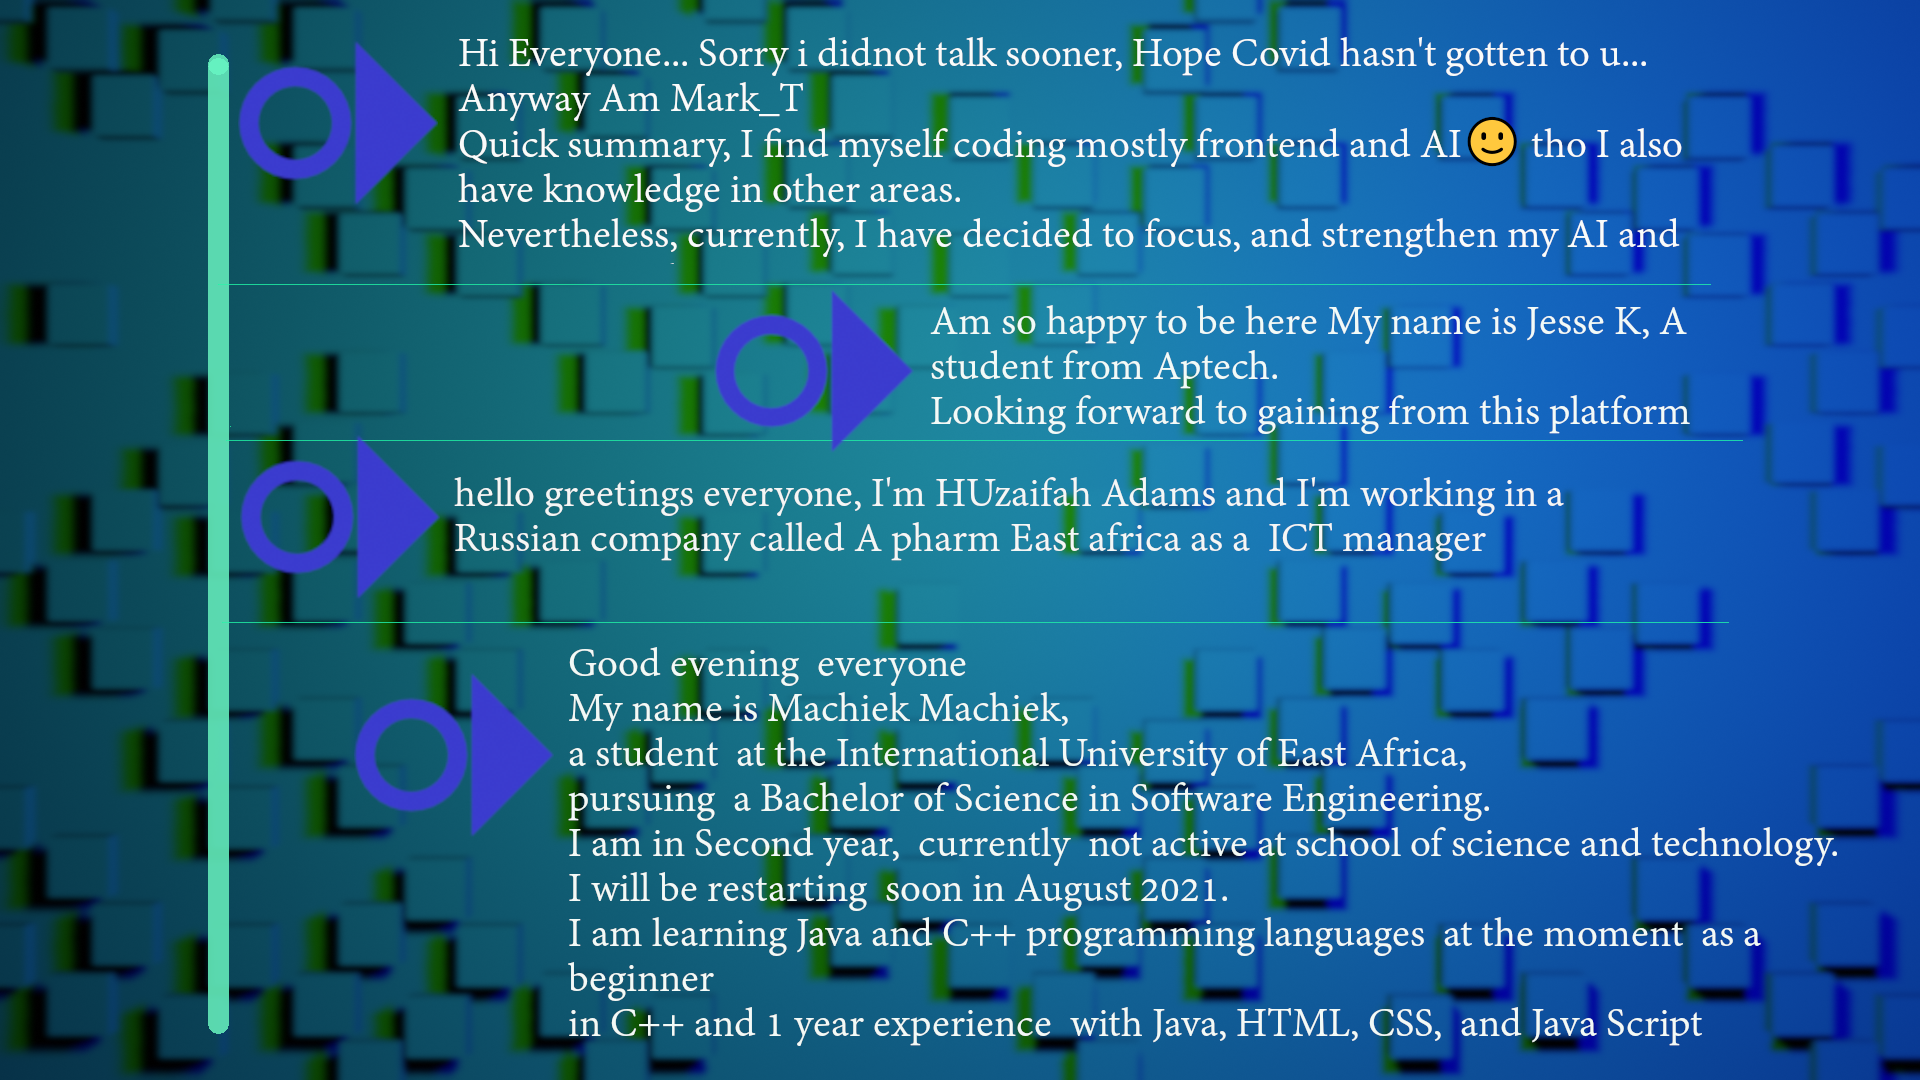 Hi Everyone... Sorry i didnot talk sooner, Hope Covid hasn't gotten to u...
Anyway Am Mark_T
Quick summary, I find myself coding mostly frontend and AI🙂 tho I also
have knowledge in other areas.
Nevertheless, currently, I have decided to focus, and strengthen my AI and
Am so happy to be here My name is Jesse K, A
student from Aptech.
Looking forward to gaining from this platform
hello greetings everyone, I'm HUzaifah Adams and I'm working in a
Russian company called A pharm East africa as a  ICT manager
Good evening  everyone
My name is Machiek Machiek,
a student  at the International University of East Africa,
pursuing  a Bachelor of Science in Software Engineering.
I am in Second year,  currently  not active at school of science and technology.
I will be restarting  soon in August 2021.
I am learning Java and C++ programming languages  at the moment  as a
beginner
in C++ and 1 year experience  with Java, HTML, CSS,  and Java Script